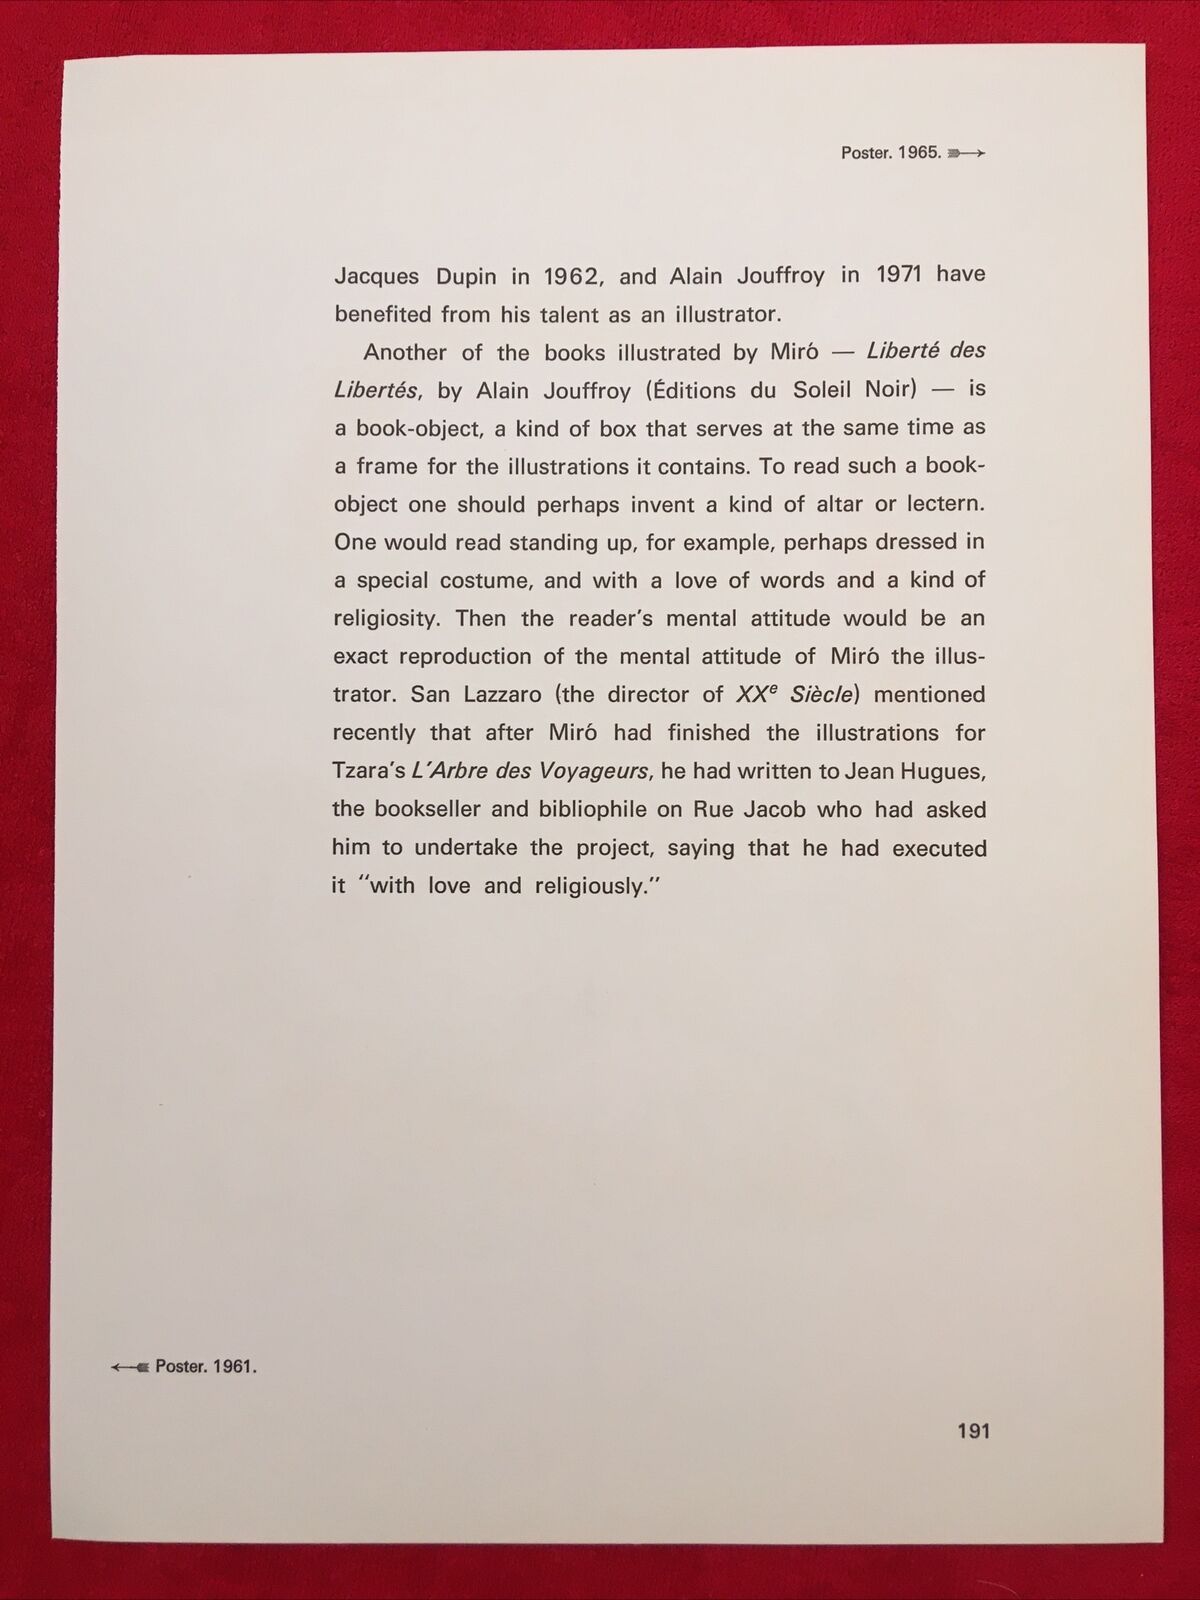 Poster. 1965.
Jacques Dupin in 1962, and Alain Jouffroy in 1971 have
benefited from his talent as an illustrator.
Another of the books illustrated by Miró — Liberté des
Libertés, by Alain Jouffroy (Éditions du Soleil Noir) — is
a book-object, a kind of box that serves at the same time as
a frame for the illustrations it contains. To read such a book-
object one should perhaps invent a kind of altar or lectern.
One would read standing up, for example, perhaps dressed in
a special costume, and with a love of words and a kind of
religiosity. Then the reader's mental attitude would be an
exact reproduction of the mental attitude of Miró the illus-
trator. San Lazzaro (the director of XXe Siècle) mentioned
recently that after Miró had finished the illustrations for
Tzara's L'Arbre des Voyageurs, he had written to Jean Hugues,
the bookseller and bibliophile on Rue Jacob who had asked
him to undertake the project, saying that he had executed
it "with love and religiously."
Poster. 1961.
191